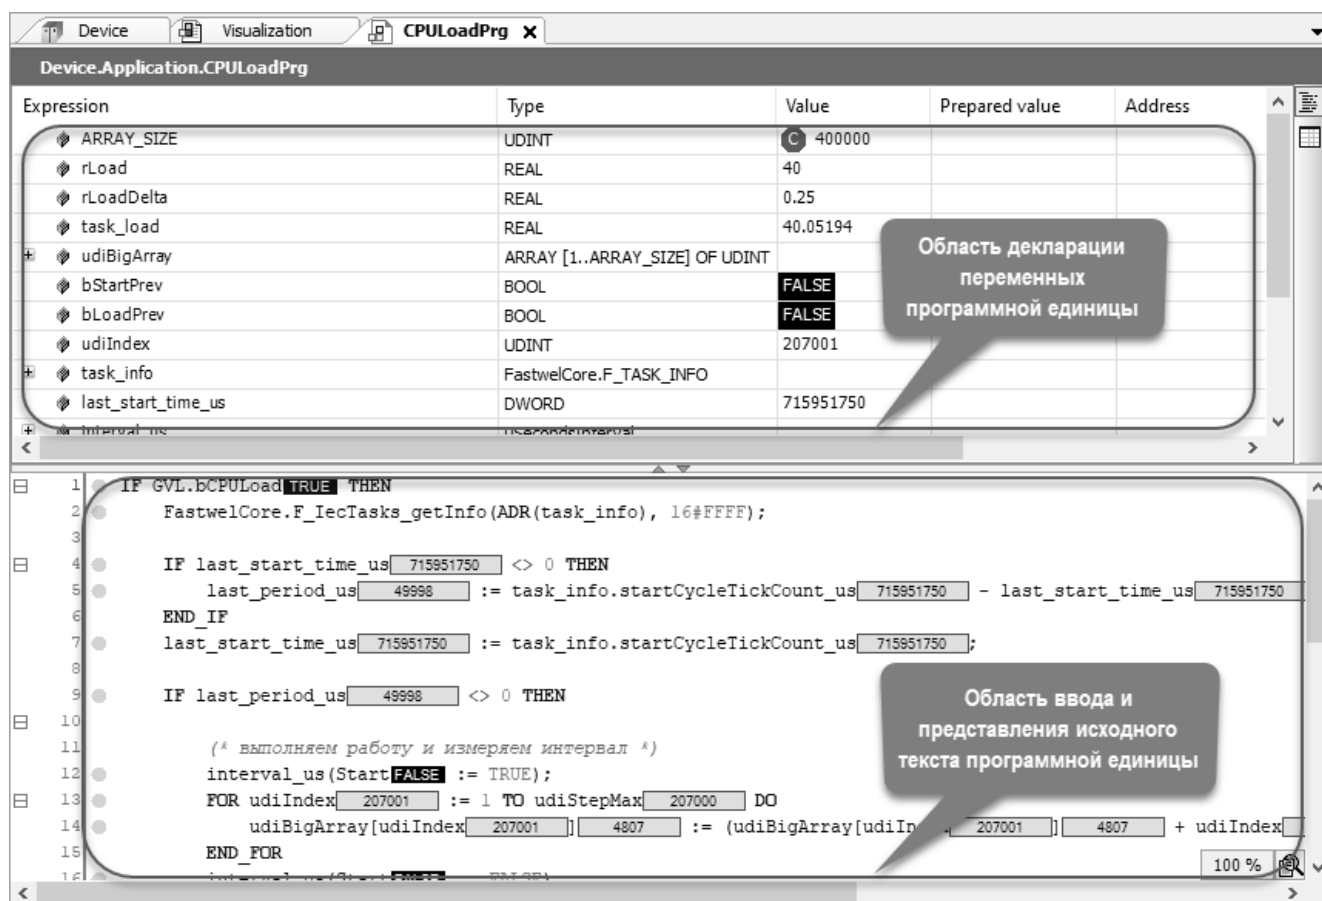 Device Visualization CPULoadPrg
Device.Application.CPULoadPrg
Expression Type Value Prepared value Address
ARRAY_SIZE UDINT C 400000
rLoad REAL 40
rLoadDelta REAL 0.25
task_load REAL 40.05194
udiBigArray ARRAY [1..ARRAY_SIZE] OF UDINT
bStartPrev BOOL FALSE
bLoadPrev BOOL FALSE
udiIndex UDINT 207001
task_info FastwelCore.F_TASK_INFO
last_start_time_us DWORD 715951750
interval_us uSecondsInterval
Область декларации
переменных
программной единицы
1 IF GVL.bCPULoad TRUE THEN
2 FastwelCore.F_IecTasks_getInfo(ADR(task_info), 16#FFFF);
3
4 IF last_start_time_us 715951750 <> 0 THEN
5 last_period_us 49998 := task_info.startCycleTickCount_us 715951750 - last_start_time_us 715951750
6 END_IF
7 last_start_time_us 715951750 := task_info.startCycleTickCount_us 715951750 ;
8
9 IF last_period_us 49998 <> 0 THEN
10
11 (* выполняем работу и измеряем интервал *)
12 interval_us(Start FALSE := TRUE);
13 FOR udiIndex 207001 := 1 TO udiStepMax 207000 DO
14 udiBigArray[udiIndex 207001 ] 4807 := (udiBigArray[udiIn 207001 ] 4807 + udiIndex
15 END_FOR
16 interval_us(Start FALSE := FALSE)
Область ввода и
представления исходного
текста программной единицы
100 %